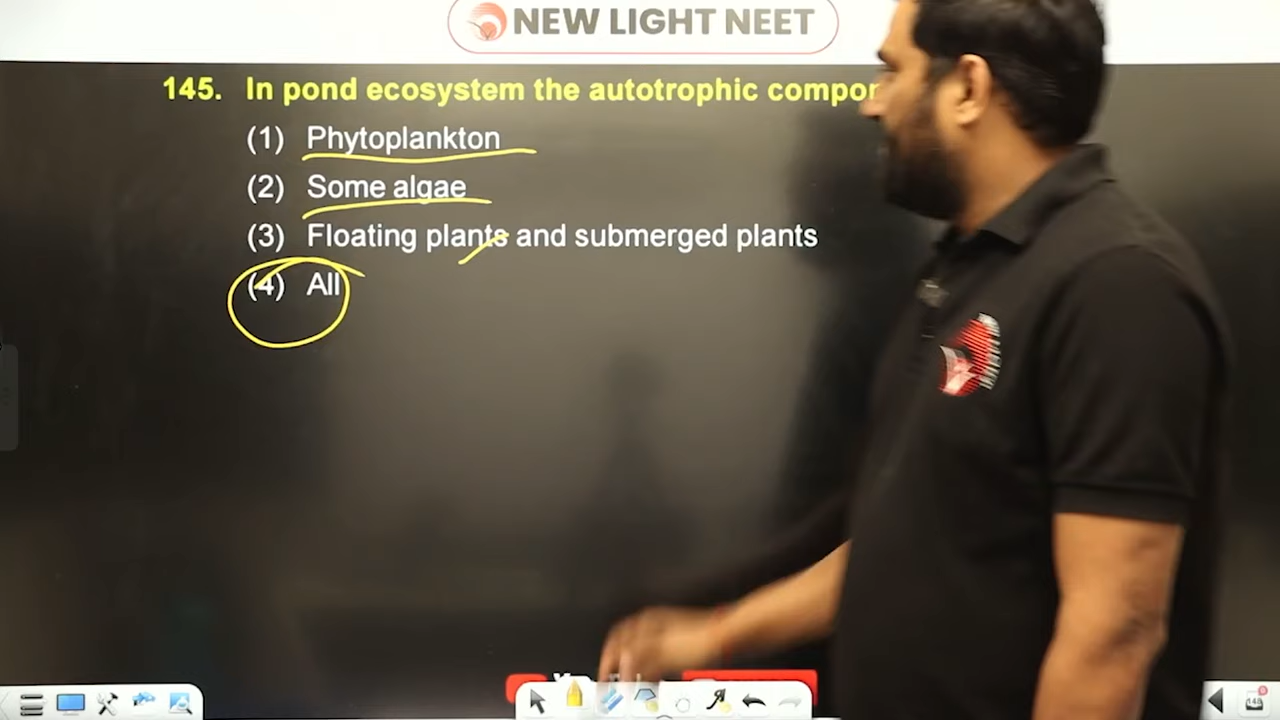 NEW LIGHT NEET
145. In pond ecosystem the autotrophic
(1) Phytoplankton
(2) Some algae
(3) Floating plants and submerged plants
(4) All